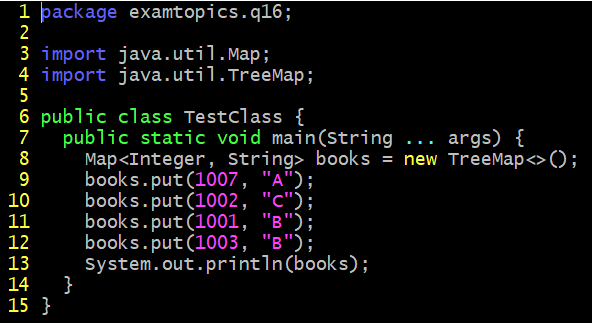 1 package examtopics.q16;
2
3 import java.util.Map;
4 import java.util.TreeMap;
5
6 public class TestClass {
7   public static void main(String ... args) {
8     Map<Integer, String> books = new TreeMap<>();
9     books.put(1007, "A");
10     books.put(1002, "C");
11     books.put(1001, "B");
12     books.put(1003, "B");
13     System.out.println(books);
14   }
15 }